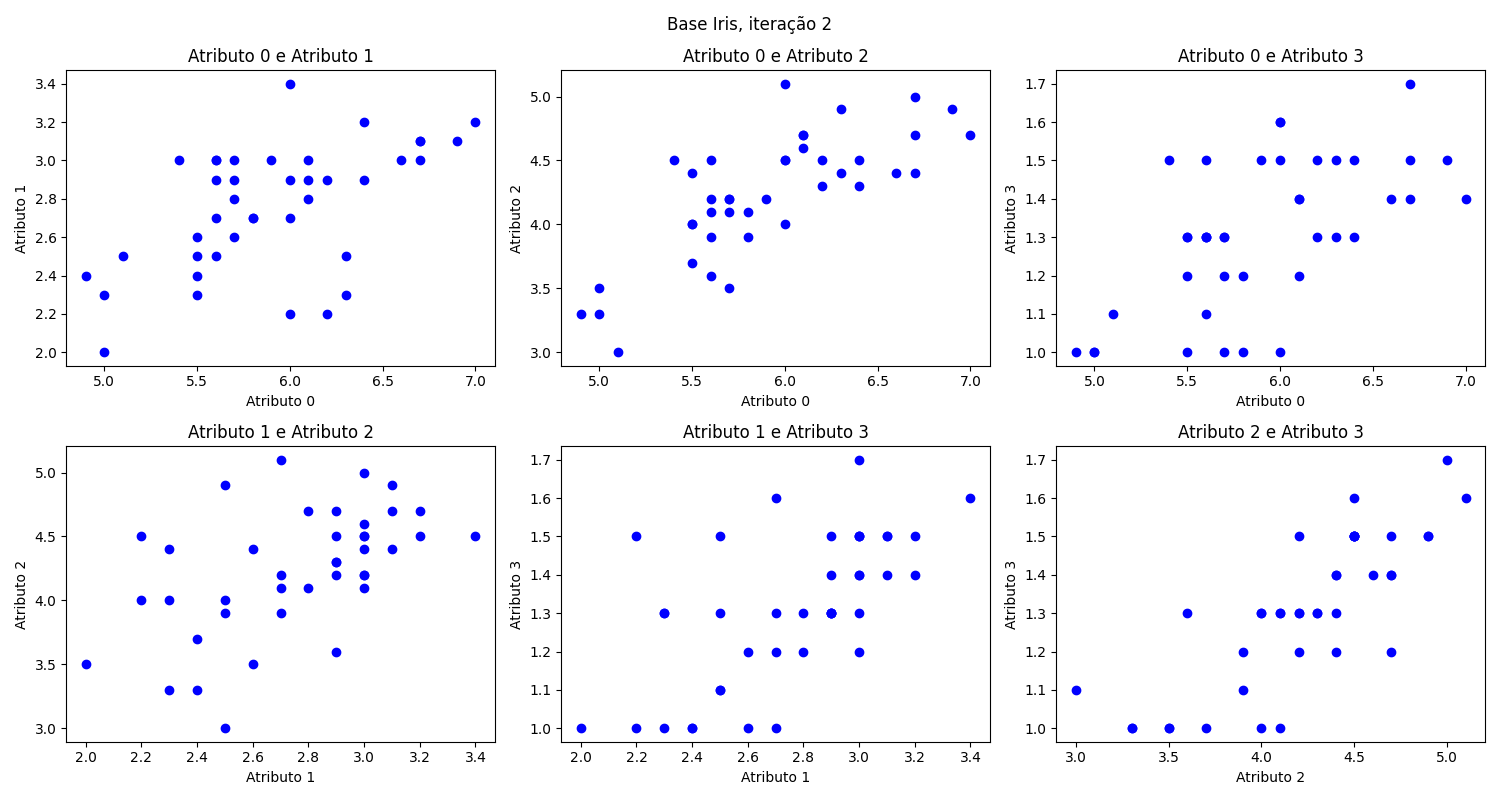 Base Iris, iteração 2
Atributo 0 e Atributo 1
3.4
3.2
3.0
2.8
2.6
2.4
2.2
2.0
Atributo 1
5.0 5.5 6.0 6.5 7.0
Atributo 0
Atributo 0 e Atributo 2
5.0
4.5
4.0
3.5
3.0
Atributo 2
5.0 5.5 6.0 6.5 7.0
Atributo 0
Atributo 0 e Atributo 3
1.7
1.6
1.5
1.4
1.3
1.2
1.1
1.0
Atributo 3
5.0 5.5 6.0 6.5 7.0
Atributo 0
Atributo 1 e Atributo 2
5.0
4.5
4.0
3.5
3.0
Atributo 2
2.0 2.2 2.4 2.6 2.8 3.0 3.2 3.4
Atributo 1
Atributo 1 e Atributo 3
1.7
1.6
1.5
1.4
1.3
1.2
1.1
1.0
Atributo 3
2.0 2.2 2.4 2.6 2.8 3.0 3.2 3.4
Atributo 1
Atributo 2 e Atributo 3
1.7
1.6
1.5
1.4
1.3
1.2
1.1
1.0
Atributo 3
3.0 3.5 4.0 4.5 5.0
Atributo 2